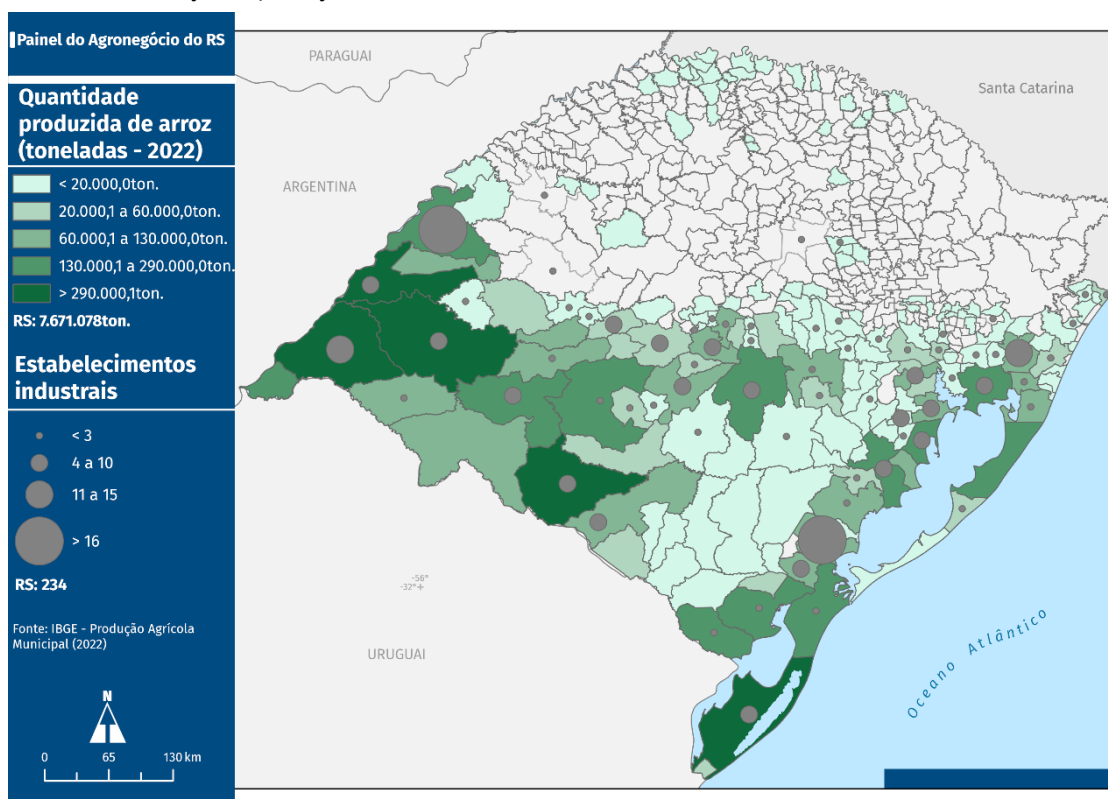 Painel do Agronegócio do RS
Quantidade
produzida de arroz
(toneladas - 2022)
< 20.000,0ton.
20.000,1 a 60.000,0ton.
60.000,1 a 130.000,0ton.
130.000,1 a 290.000,0ton.
> 290.000,1ton.
RS: 7.671.078ton.
Estabelecimentos
industrais
< 3
4 a 10
11 a 15
> 16
RS: 234
Fonte: IBGE - Produção Agrícola
Municipal (2022)
N
0 65 130 km
PARAGUAI
Santa Catarina
ARGENTINA
-56°
-32°
URUGUAI
Oceano Atlântico